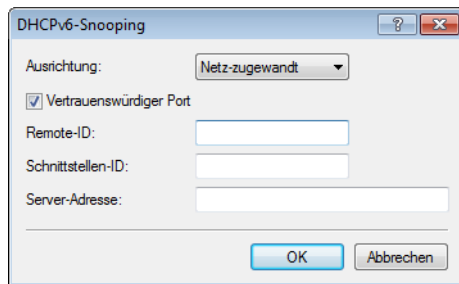 DHCPv6-Snooping
Ausrichtung: Netz-zugewandt
Vertrauenswürdiger Port
Remote-ID:
Schnittstellen-ID:
Server-Adresse:
OK Abbrechen